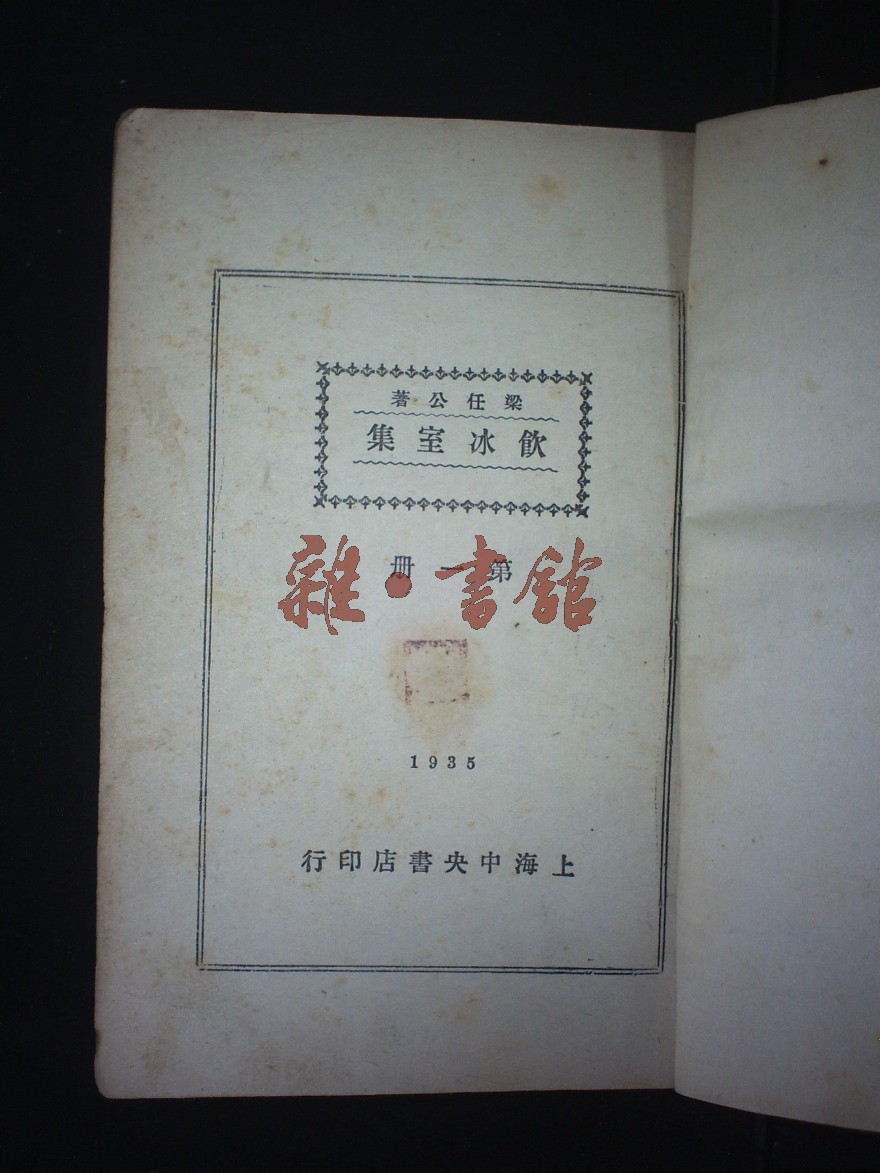 梁任公著
飲冰室集
第一册
雜·書館
1935
上海中央書店印行